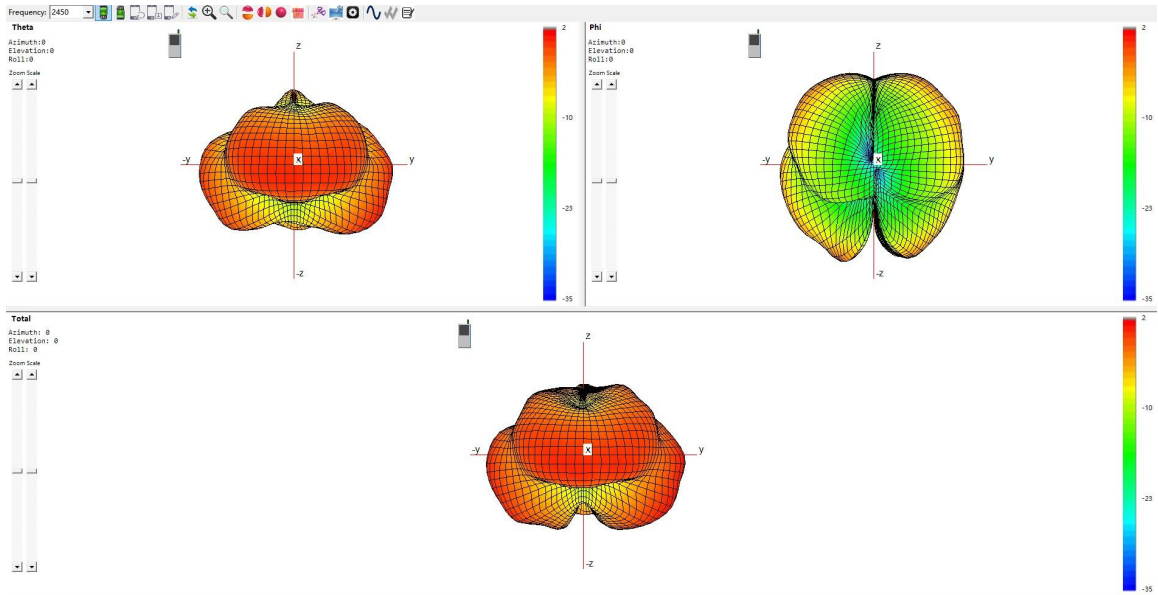 Frequency: 2450
Theta
Azimuth:0
Elevation:0
Roll:0
Zoom Scale
z
-y
x
y
-z
2
-10
-23
-35
Phi
Azimuth:0
Elevation:0
Roll:0
Zoom Scale
z
-y
x
y
-z
2
-10
-23
-35
Total
Azimuth: 0
Elevation: 0
Roll: 0
Zoom Scale
z
-y
x
y
-z
2
-10
-23
-35